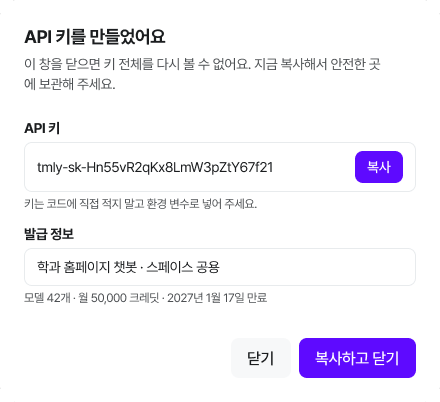 API 키를 만들었어요
이 창을 닫으면 키 전체를 다시 볼 수 없어요. 지금 복사해서 안전한 곳
에 보관해 주세요.
API 키
tmly-sk-Hn55vR2qKx8LmW3pZtY67f21
복사
키는 코드에 직접 적지 말고 환경 변수로 넣어 주세요.
발급 정보
학과 홈페이지 챗봇 · 스페이스 공용
모델 42개 · 월 50,000 크레딧 · 2027년 1월 17일 만료
닫기
복사하고 닫기